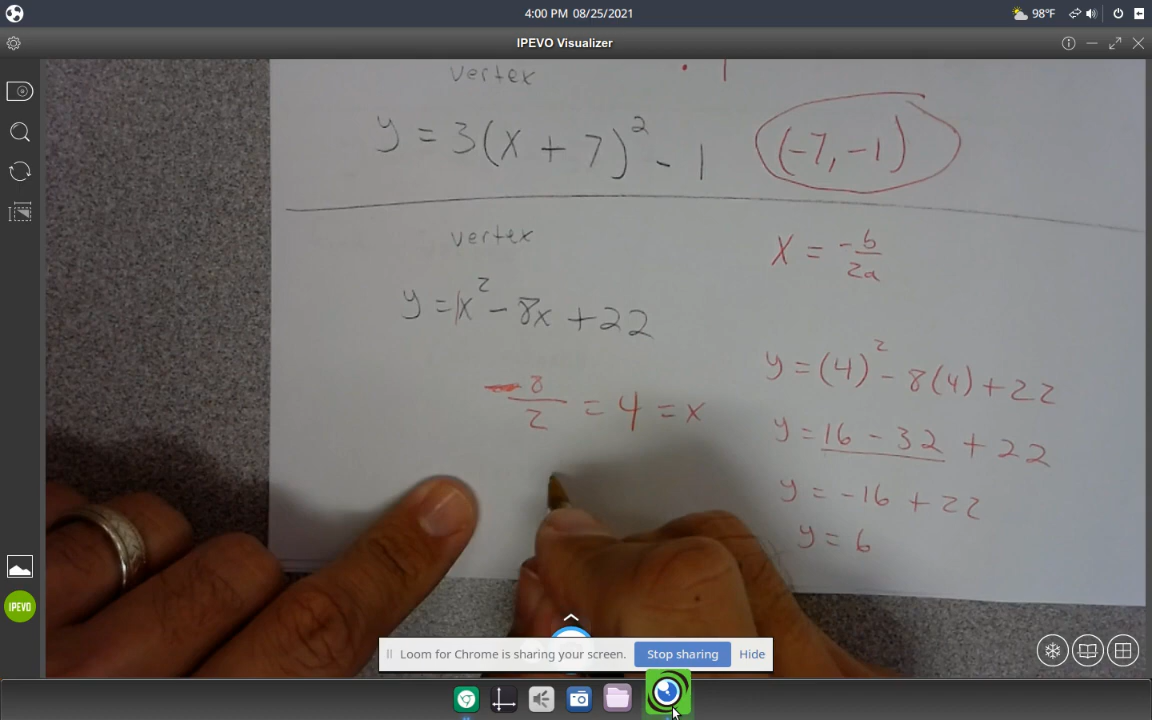 4:00 PM 08/25/2021
98°F
IPEVO Visualizer
vertex
y = 3(x + 7)² - 1
(-7, -1)
vertex
x = -b/2a
y = 1x² - 8x + 22
y = (4)² - 8(4) + 22
8/2 = 4 = x
y = 16 - 32 + 22
y = -16 + 22
y = 6
IPEVO
Loom for Chrome is sharing your screen.
Stop sharing
Hide